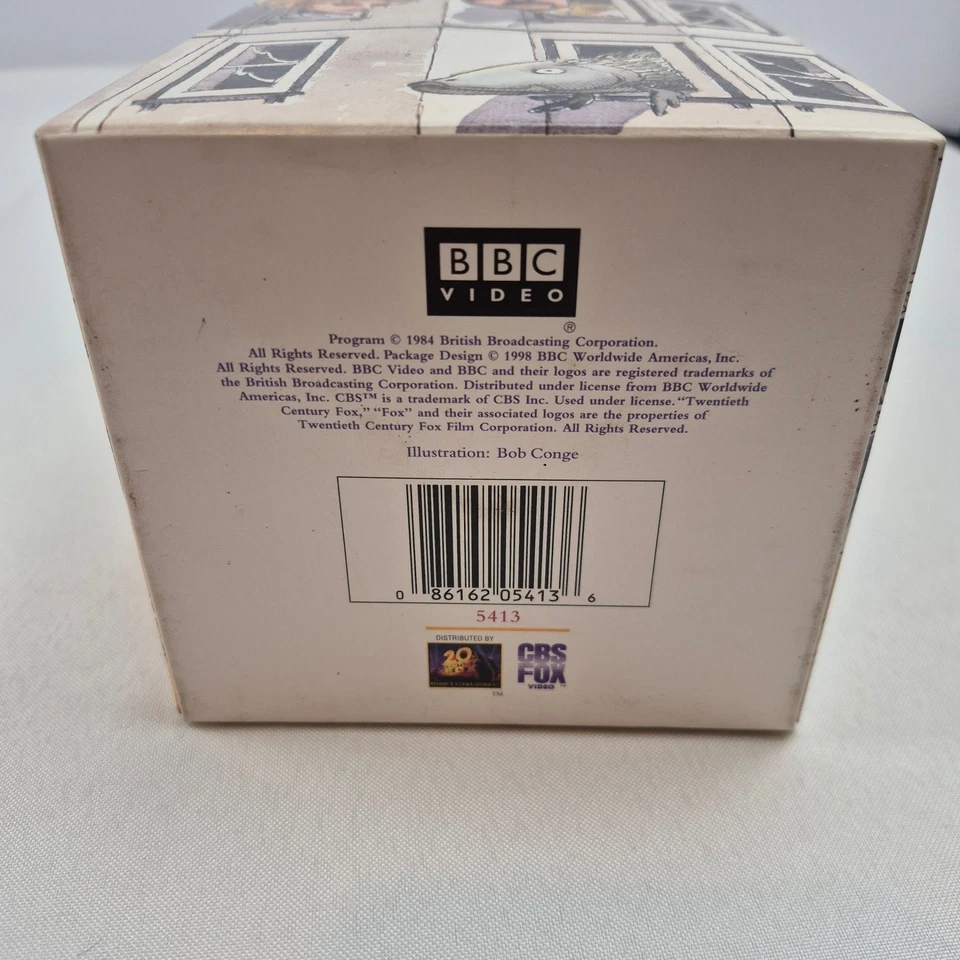 BBC
VIDEO
®
Program © 1984 British Broadcasting Corporation.
All Rights Reserved. Package Design © 1998 BBC Worldwide Americas, Inc.
All Rights Reserved. BBC Video and BBC and their logos are registered trademarks of
the British Broadcasting Corporation. Distributed under license from BBC Worldwide
Americas, Inc. CBS™ is a trademark of CBS Inc. Used under license. “Twentieth
Century Fox,” “Fox” and their associated logos are the properties of
Twentieth Century Fox Film Corporation. All Rights Reserved.
Illustration: Bob Conge
0 86162 05413 6
5413
DISTRIBUTED BY
20
TM
CBS
FOX
VIDEO